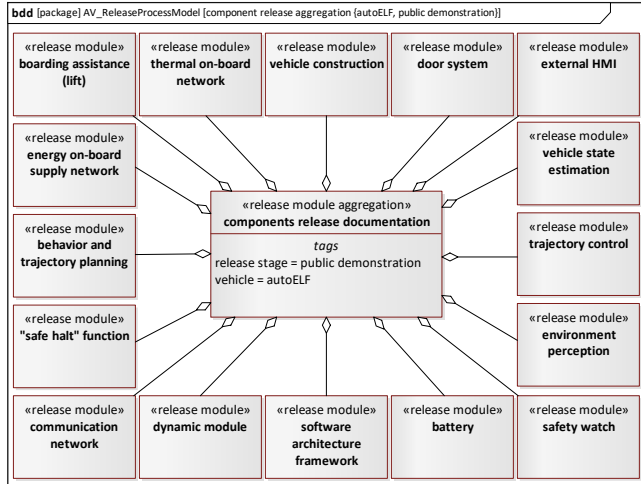 bdd [package] AV_ReleaseProcessModel [component release aggregation {autoELF, public demonstration}]
«release module»
boarding assistance
(lift)
«release module»
thermal on-board
network
«release module»
vehicle construction
«release module»
door system
«release module»
external HMI
«release module»
energy on-board
supply network
«release module»
vehicle state
estimation
«release module aggregation»
components release documentation
tags
release stage = public demonstration
vehicle = autoELF
«release module»
behavior and
trajectory planning
«release module»
trajectory control
«release module»
"safe halt" function
«release module»
environment
perception
«release module»
communication
network
«release module»
dynamic module
«release module»
software
architecture
framework
«release module»
battery
«release module»
safety watch